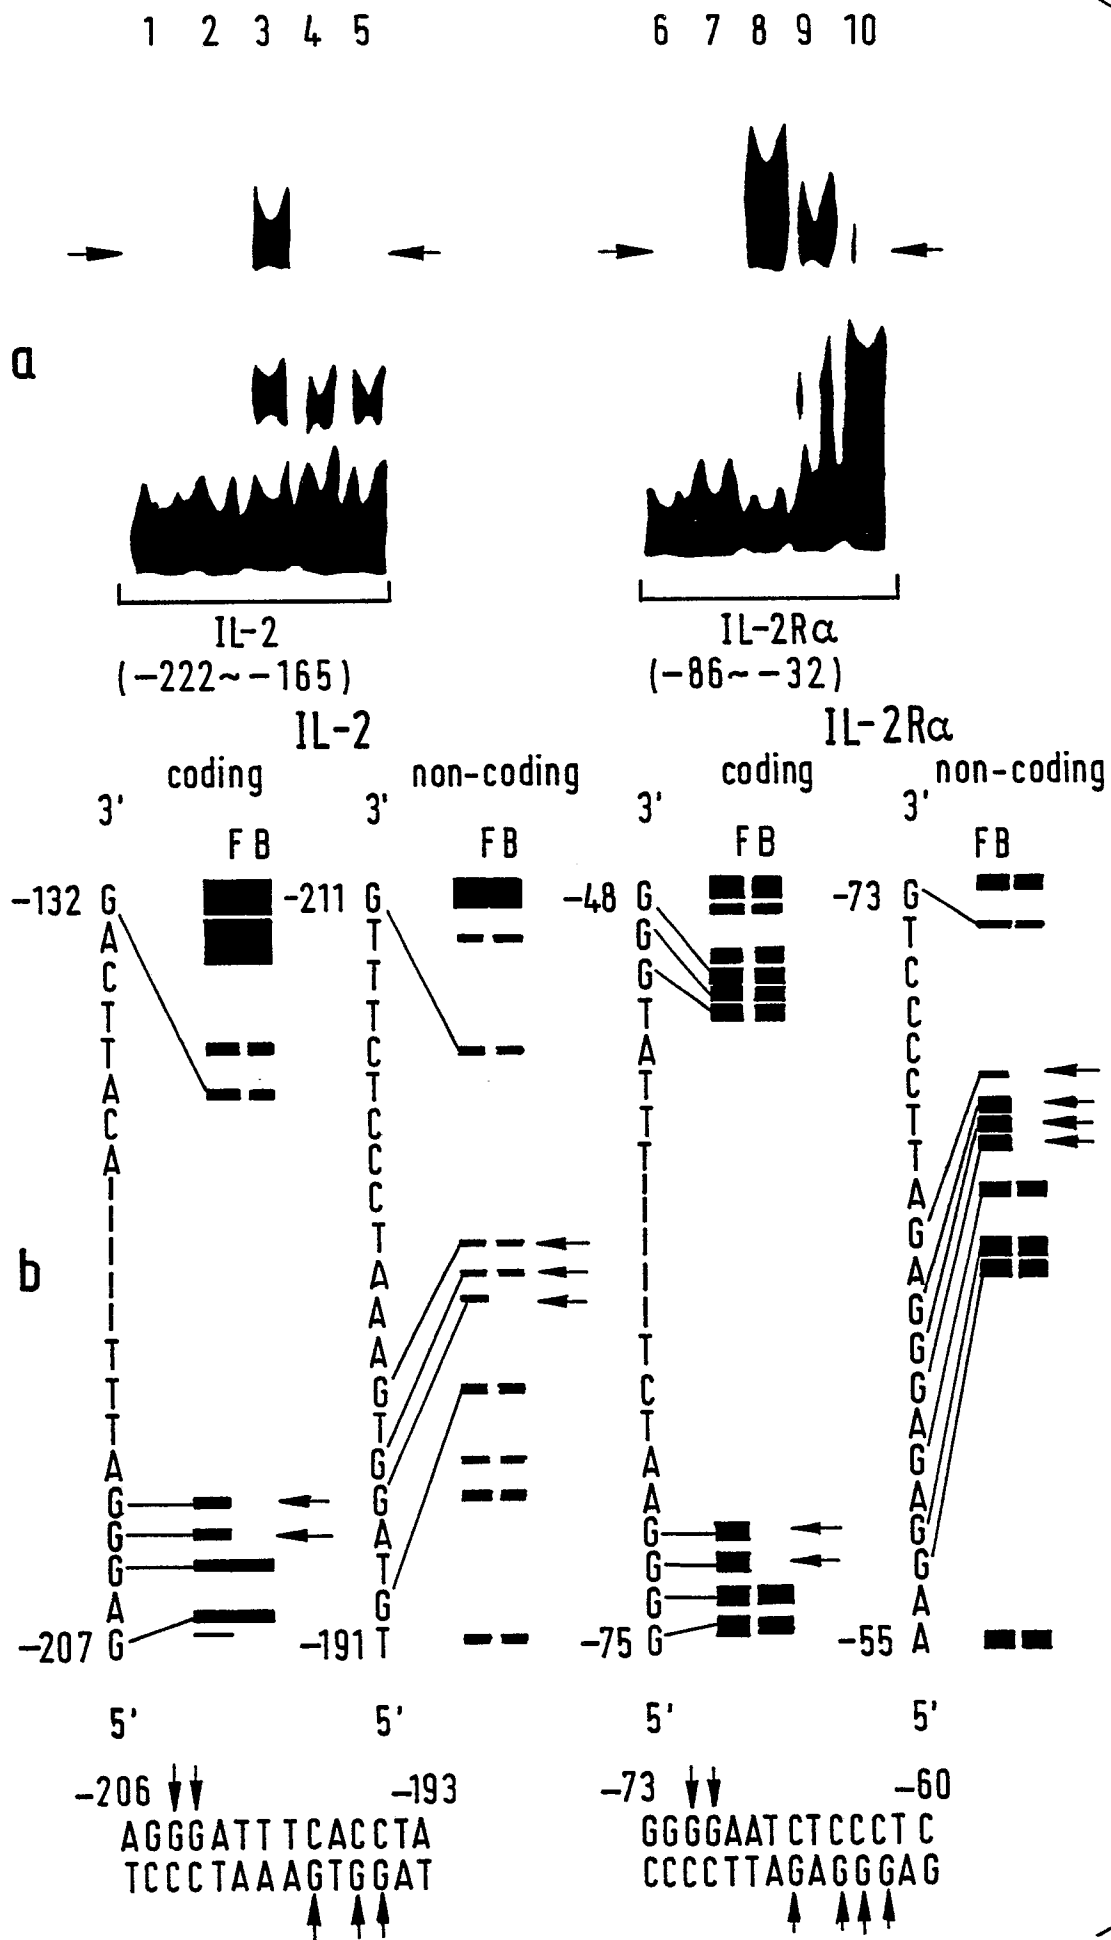 1 2 3 4 5
6 7 8 9 10
a
IL-2
(-222~-165)
IL-2Rα
(-86~-32)
b
IL-2
coding
3'
F B
-132
G A C T T A C A I I I I T T T A G G G A G
-207
5'
non-coding
3'
F B
-211
G T T T C T C C C T A A A G T G G A T G T
-191
5'
IL-2Rα
coding
3'
F B
-48
G G G T A T T T I I I I T C T A A G G G G
-75
5'
non-coding
3'
F B
-73
G T C C C C T T A G A G G G A G A G G A A
-55
5'
-206 -193
AGGGATTTCACCTA
TCCCTAAAGTGGAT
-73 -60
GGGGAATCTCCCTC
CCCCTTAGAGGGAG